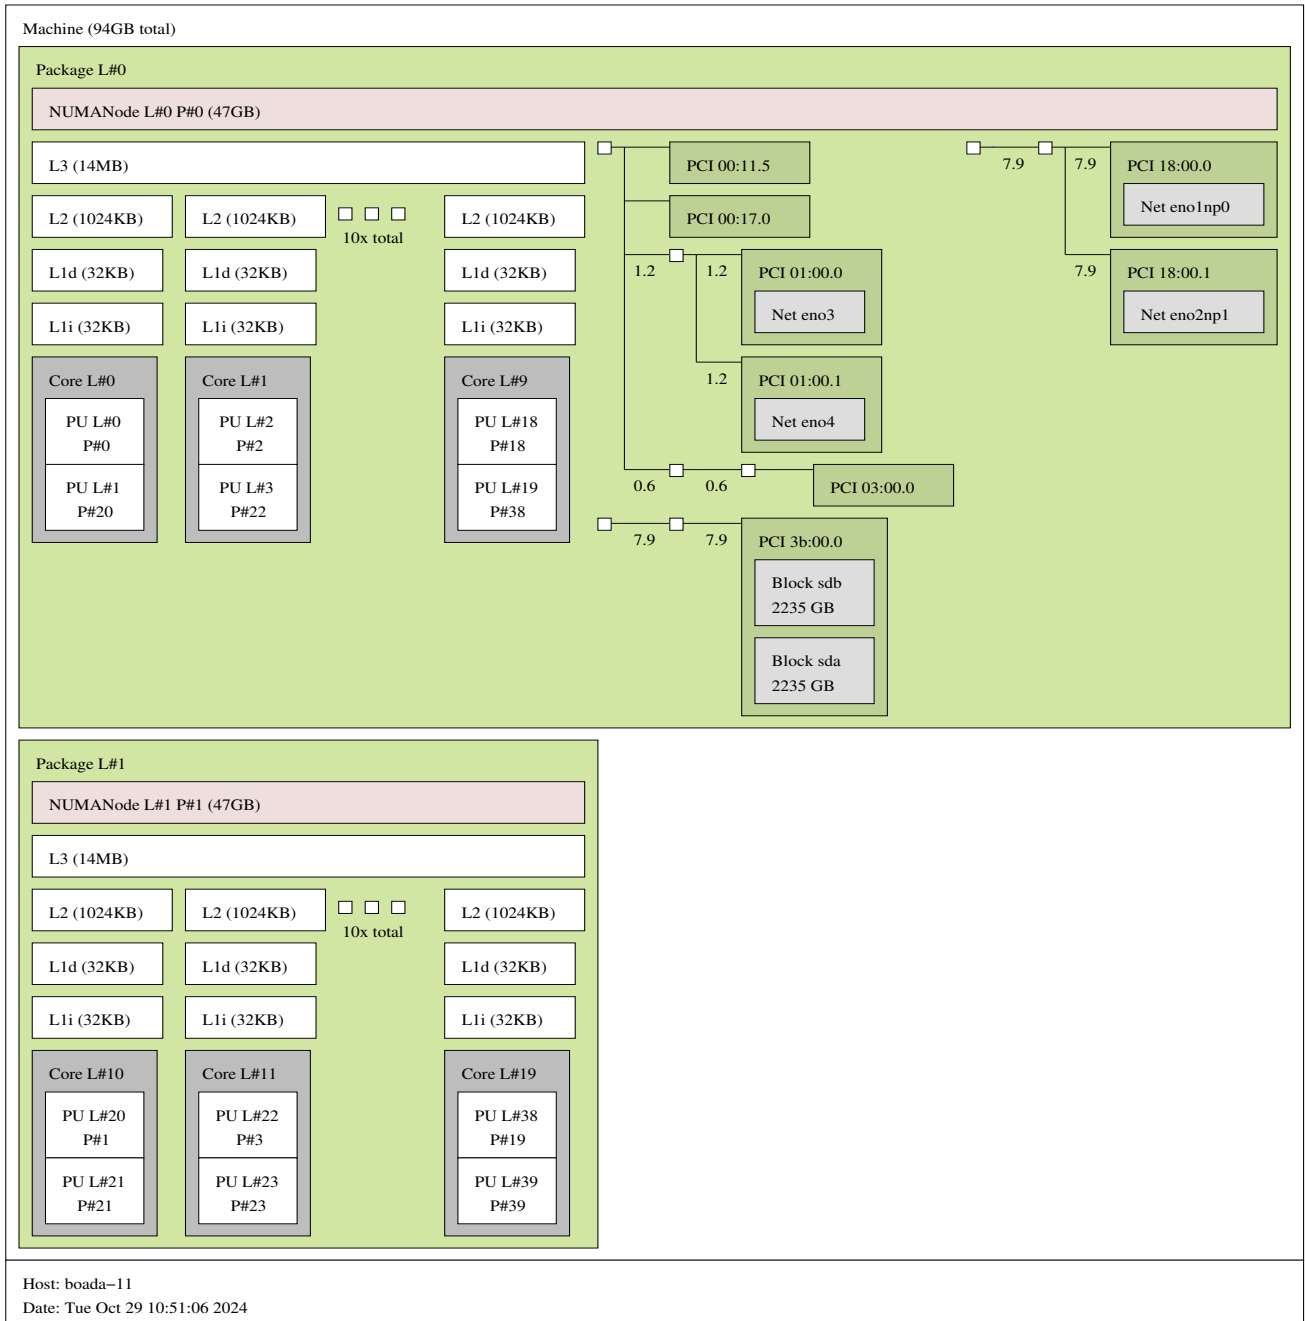 Machine (94GB total)
Package L#0
NUMANode L#0 P#0 (47GB)
L3 (14MB)
L2 (1024KB)
L2 (1024KB)
10x total
L2 (1024KB)
L1d (32KB)
L1d (32KB)
L1d (32KB)
L1i (32KB)
L1i (32KB)
L1i (32KB)
Core L#0
PU L#0
P#0
PU L#1
P#20
Core L#1
PU L#2
P#2
PU L#3
P#22
Core L#9
PU L#18
P#18
PU L#19
P#38
PCI 00:11.5
PCI 00:17.0
1.2
1.2
PCI 01:00.0
Net eno3
1.2
PCI 01:00.1
Net eno4
0.6
0.6
PCI 03:00.0
7.9
7.9
PCI 3b:00.0
Block sdb
2235 GB
Block sda
2235 GB
7.9
7.9
PCI 18:00.0
Net eno1np0
7.9
PCI 18:00.1
Net eno2np1
Package L#1
NUMANode L#1 P#1 (47GB)
L3 (14MB)
L2 (1024KB)
L2 (1024KB)
10x total
L2 (1024KB)
L1d (32KB)
L1d (32KB)
L1d (32KB)
L1i (32KB)
L1i (32KB)
L1i (32KB)
Core L#10
PU L#20
P#1
PU L#21
P#21
Core L#11
PU L#22
P#3
PU L#23
P#23
Core L#19
PU L#38
P#19
PU L#39
P#39
Host: boada−11
Date: Tue Oct 29 10:51:06 2024